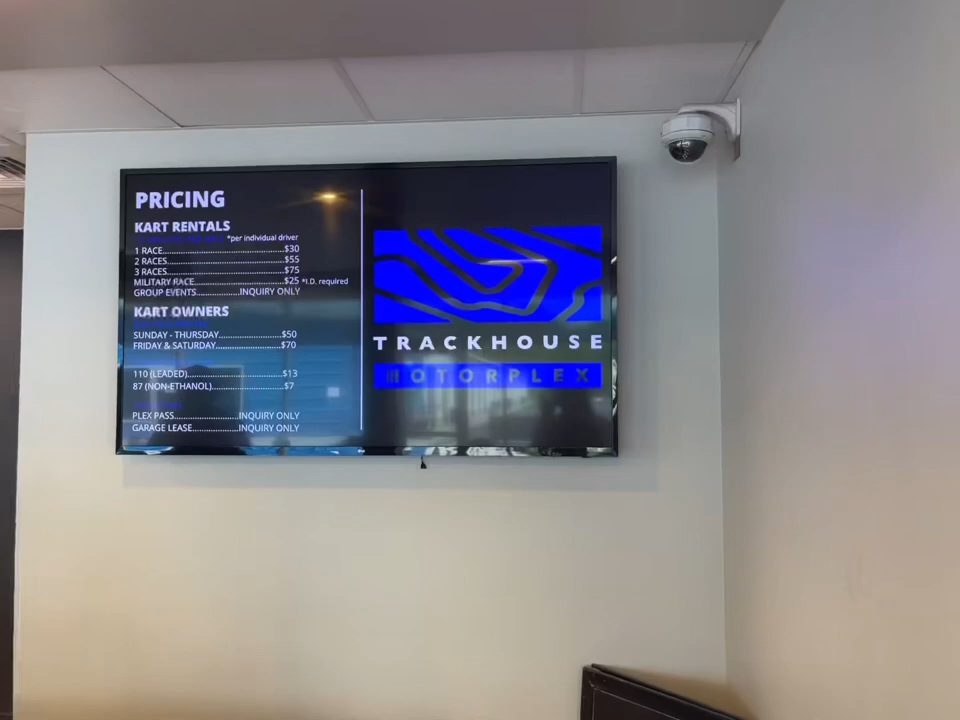 PRICING
KART RENTALS
*per individual driver
1 RACE............................................$30
2 RACES..........................................$55
3 RACES..........................................$75
MILITARY RACE................................$25 *I.D. required
GROUP EVENTS................INQUIRY ONLY
KART OWNERS
SUNDAY - THURSDAY.......................$50
FRIDAY & SATURDAY........................$70
110 (LEADED)...................................$13
87 (NON-ETHANOL)..........................$7
PLEX PASS.......................INQUIRY ONLY
GARAGE LEASE.................INQUIRY ONLY
TRACKHOUSE
MOTORPLEX